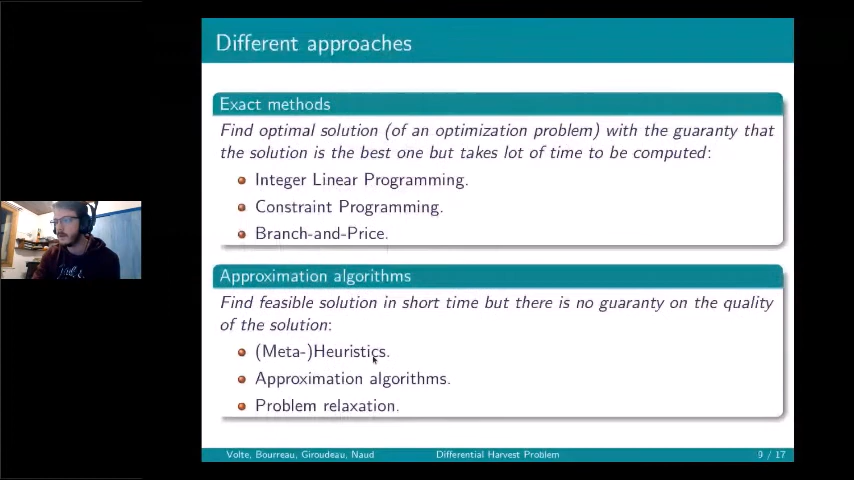 Different approaches
Exact methods
Find optimal solution (of an optimization problem) with the guaranty that
the solution is the best one but takes lot of time to be computed:
Integer Linear Programming.
Constraint Programming.
Branch-and-Price.
Approximation algorithms
Find feasible solution in short time but there is no guaranty on the quality
of the solution:
(Meta-)Heuristics.
Approximation algorithms.
Problem relaxation.
Volte, Bourreau, Giroudeau, Naud Differential Harvest Problem 9 / 17